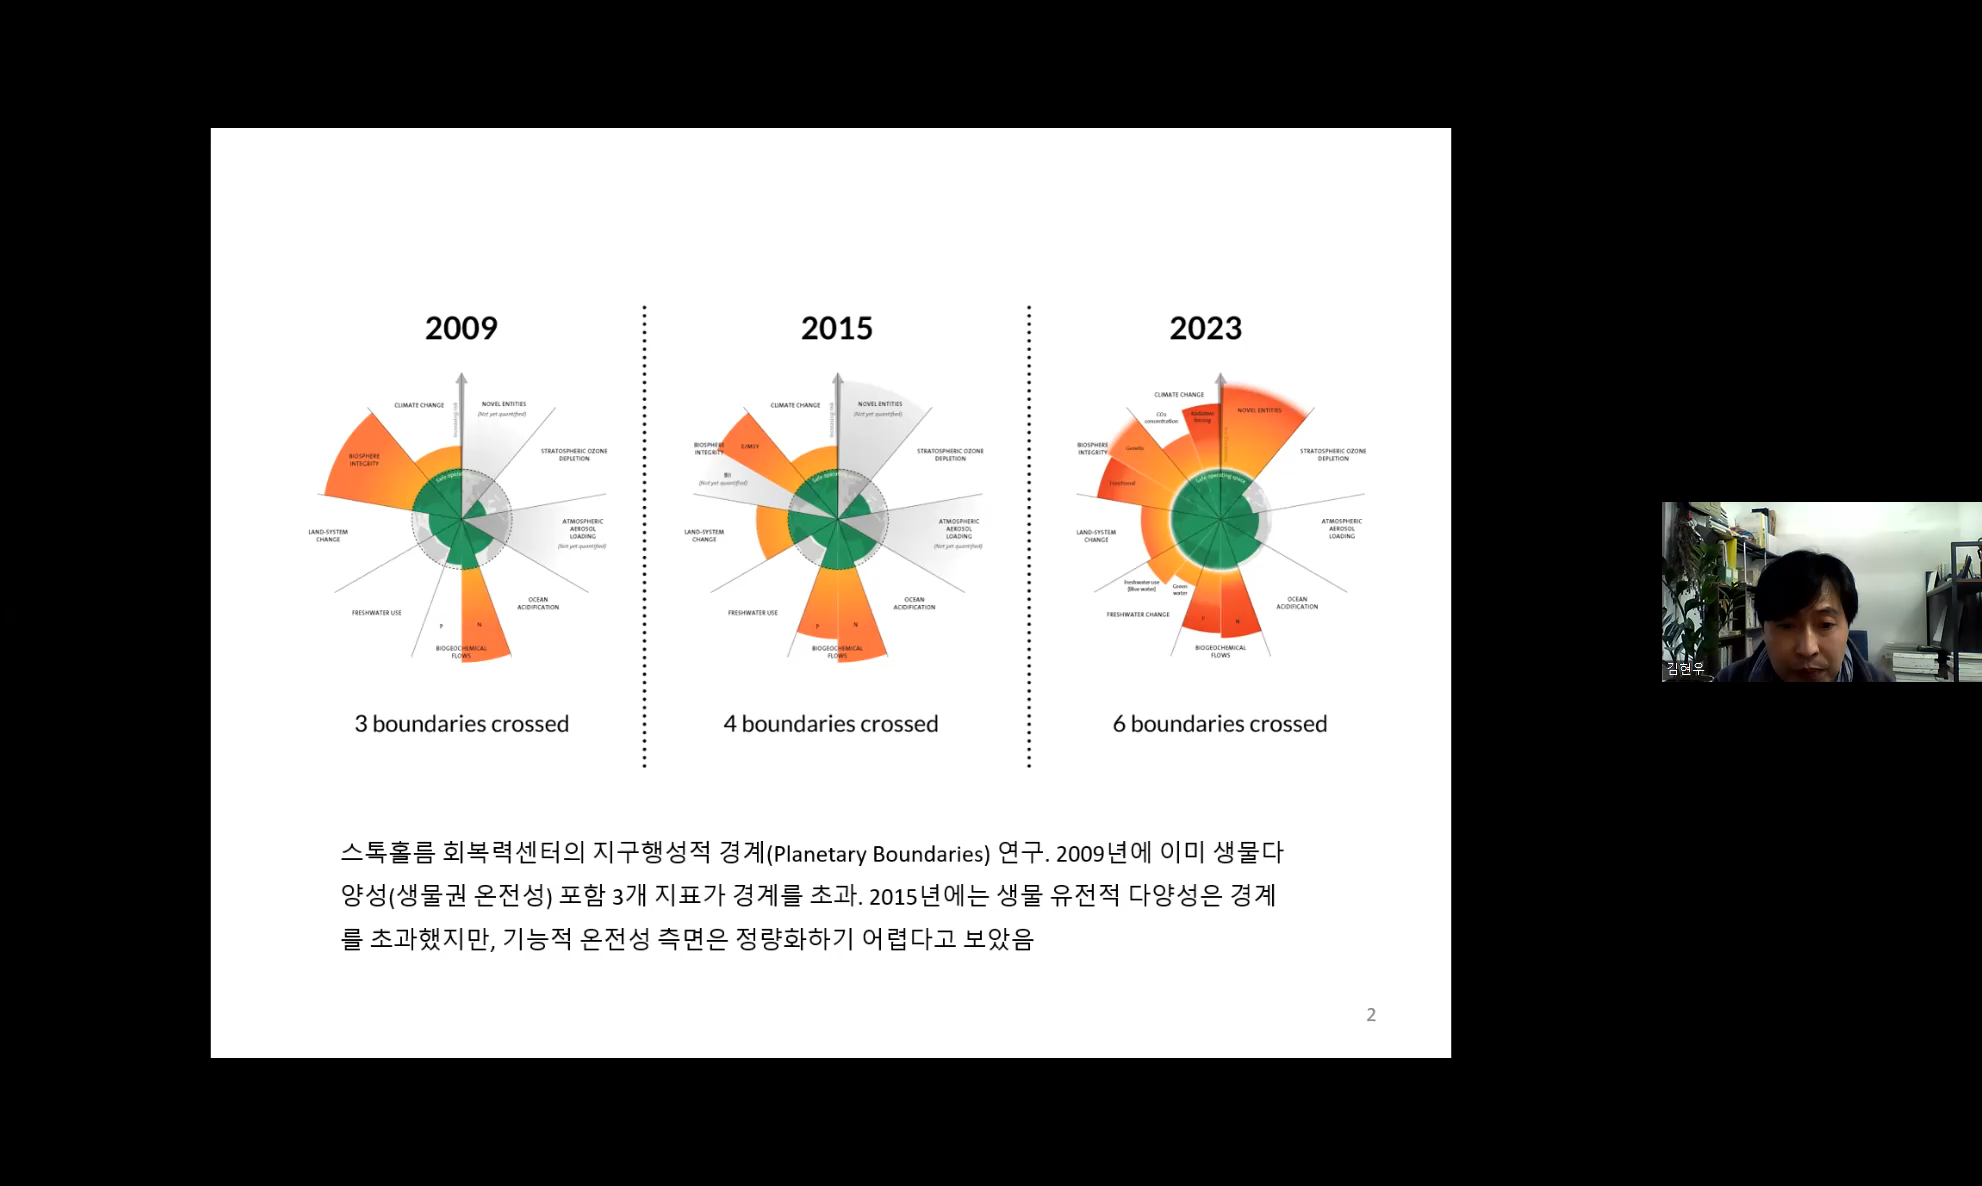 2009
CLIMATE CHANGE
NOVEL ENTITIES
(Not yet quantified)
STRATOSPHERIC OZONE
DEPLETION
BIOSPHERE
INTEGRITY
Safe
LAND-SYSTEM
CHANGE
ATMOSPHERIC
AEROSOL
LOADING
(Not yet quantified)
OCEAN
ACIDIFICATION
FRESHWATER USE
P
N
BIOGEOCHEMICAL
FLOWS
3 boundaries crossed
2015
CLIMATE CHANGE
NOVEL ENTITIES
(Not yet quantified)
STRATOSPHERIC OZONE
DEPLETION
BIOSPHERE
INTEGRITY
E/MSY
BII
(Not yet quantified)
Safe
LAND-SYSTEM
CHANGE
ATMOSPHERIC
AEROSOL
LOADING
(Not yet quantified)
OCEAN
ACIDIFICATION
FRESHWATER USE
P
N
BIOGEOCHEMICAL
FLOWS
4 boundaries crossed
2023
CLIMATE CHANGE
CO₂
concentration
Radiative
forcing
NOVEL ENTITIES
STRATOSPHERIC OZONE
DEPLETION
BIOSPHERE
INTEGRITY
Genetic
Functional
Safe operating space
LAND-SYSTEM
CHANGE
ATMOSPHERIC
AEROSOL
LOADING
Freshwater use
(Blue water)
Green
water
FRESHWATER CHANGE
OCEAN
ACIDIFICATION
P
N
BIOGEOCHEMICAL
FLOWS
6 boundaries crossed
스톡홀름 회복력센터의 지구행성적 경계(Planetary Boundaries) 연구. 2009년에 이미 생물다
양성(생물권 온전성) 포함 3개 지표가 경계를 초과. 2015년에는 생물 유전적 다양성은 경계
를 초과했지만, 기능적 온전성 측면은 정량화하기 어렵다고 보았음
2
김현우